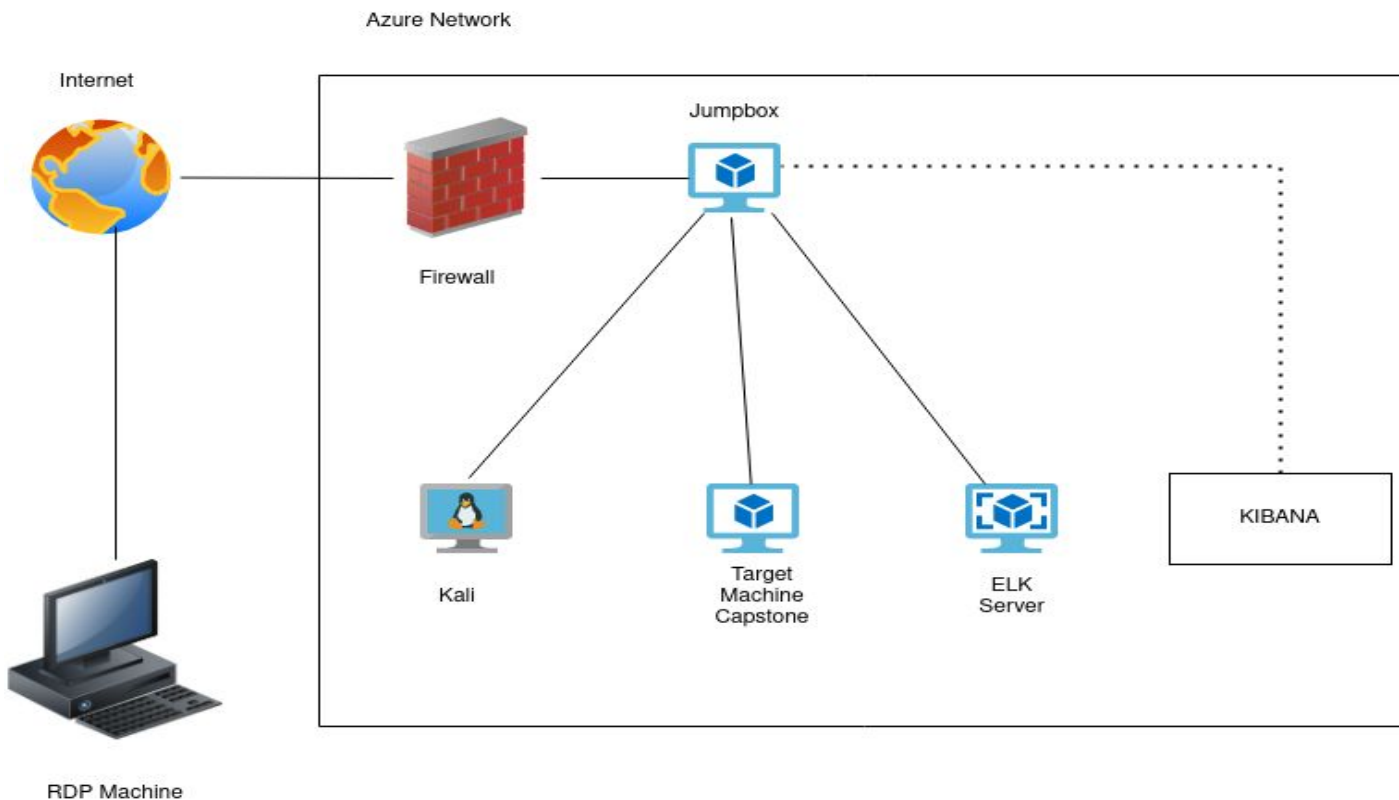 Azure Network
Internet
Jumpbox
Firewall
KIBANA
Kali
Target
Machine
Capstone
ELK
Server
RDP Machine